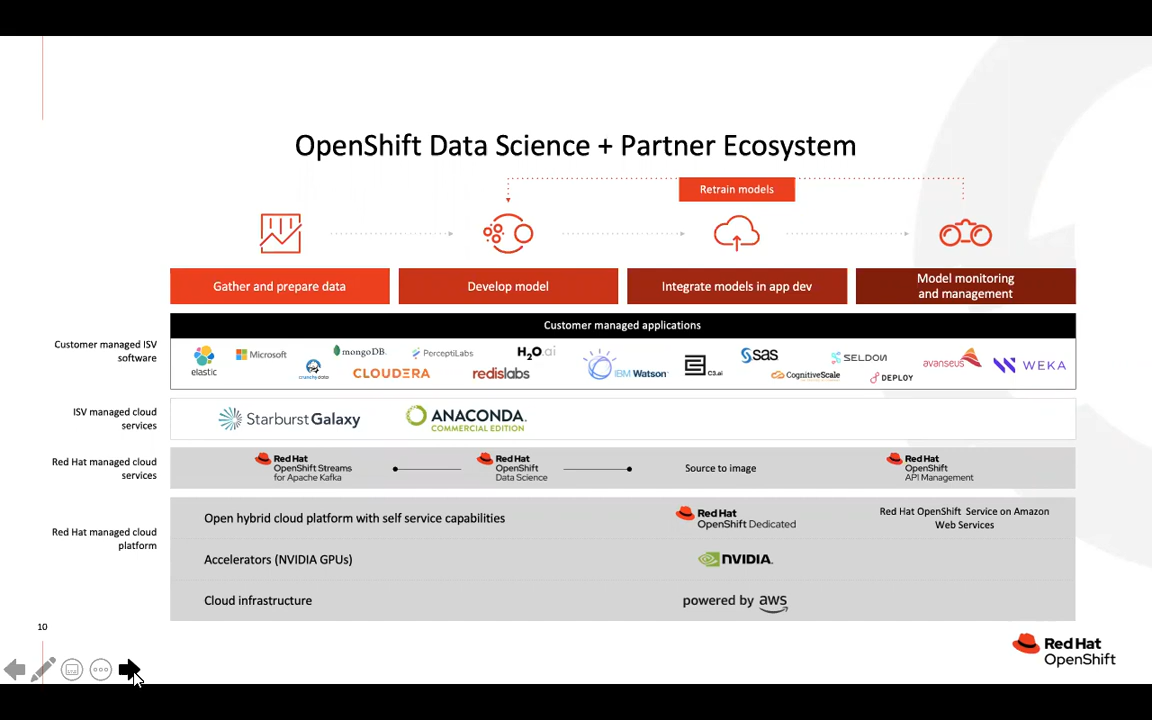 OpenShift Data Science + Partner Ecosystem
Retrain models
Gather and prepare data
Develop model
Integrate models in app dev
Model monitoring
and management
Customer managed applications
Customer managed ISV
software
elastic
Microsoft
crunchydata
mongoDB.
CLOUDERA
PERCEPTILABS
redislabs
H2O.ai
IBM Watson
C3.ai
sas
CognitiveScale
SELDON
DEPLOY
avanseus
WEKA
ISV managed cloud
services
Starburst Galaxy
ANACONDA.
COMMERCIAL EDITION
Red Hat managed cloud
services
Red Hat
OpenShift Streams
for Apache Kafka
Red Hat
OpenShift
Data Science
Source to image
Red Hat
OpenShift
API Management
Red Hat managed cloud
platform
Open hybrid cloud platform with self service capabilities
Red Hat
OpenShift Dedicated
Red Hat OpenShift Service on Amazon
Web Services
Accelerators (NVIDIA GPUs)
NVIDIA.
Cloud infrastructure
powered by aws
10
Red Hat
OpenShift